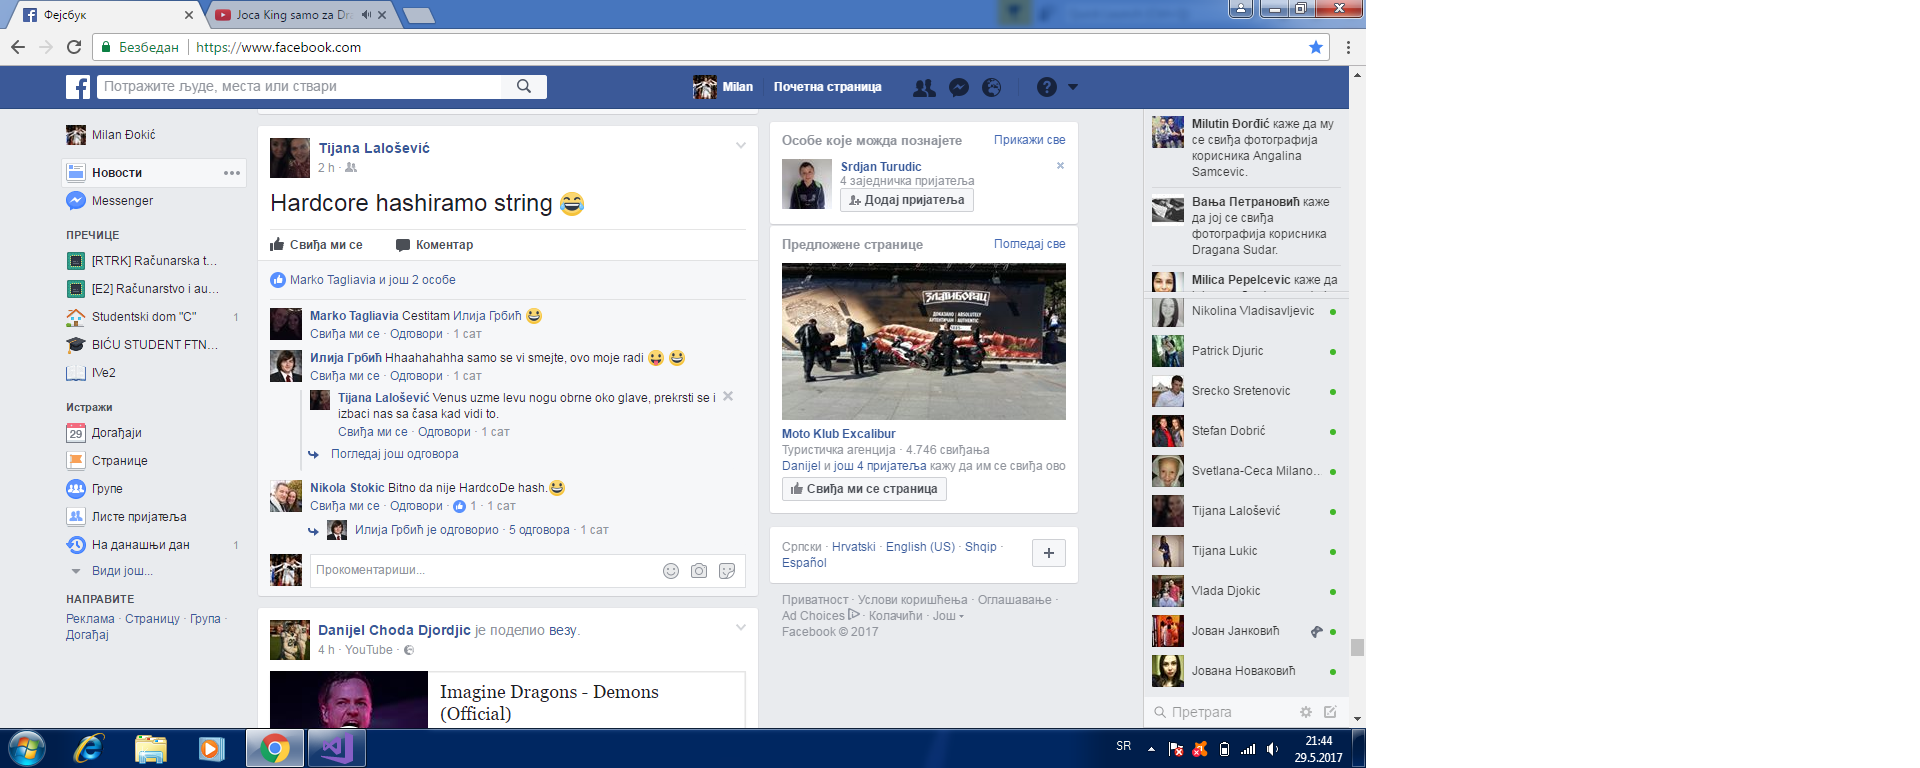 Фејсбук
Joca King samo za Dra
Безбедан
https://www.facebook.com
Потражите људе, места или ствари
Milan
Почетна страница
Milan Đokić
Новости
Messenger
ПРЕЧИЦЕ
[RTRK] Računarska t...
[E2] Računarstvo i au...
Studentski dom "C" 1
BIĆU STUDENT FTN...
IVe2
Истражи
29 Догађаји
Странице
Групе
Листе пријатеља
На данашњи дан 1
Види још...
НАПРАВИТЕ
Реклама · Страницу · Група ·
Догађај
Tijana Lalošević
2 h ·
Hardcore hashiramo string 😂
Свиђа ми се Коментар
Marko Tagliavia и још 2 особе
Marko Tagliavia Cestitam Илија Грбић 😀
Свиђа ми се · Одговори · 1 сат
Илија Грбић Hhaahahahha samo se vi smejte, ovo moje radi 😜 😀
Свиђа ми се · Одговори · 1 сат
Tijana Lalošević Venus uzme levu nogu obrne oko glave, prekrsti se i
izbaci nas sa časa kad vidi to.
Свиђа ми се · Одговори · 1 сат
Погледај још одговора
Nikola Stokic Bitno da nije HardcoDe hash.😀
Свиђа ми се · Одговори · 1 · 1 сат
Илија Грбић је одговорио · 5 одговора · 1 сат
Прокоментариши...
Danijel Choda Djordjic је поделио везу.
4 h · YouTube ·
Imagine Dragons - Demons
(Official)
Особе које можда познајете Прикажи све
Srdjan Turudic
4 заједничка пријатеља
Додај пријатеља
Предложене странице Погледај све
ЗЛАТИБОРАЦ
ДОКАЗАНО ABSOLUTELY
АУТЕНТИЧАН AUTHENTIC
Moto Klub Excalibur
Туристичка агенција · 4.746 свиђања
Danijel и још 4 пријатеља кажу да им се свиђа ово
Свиђа ми се страница
Српски · Hrvatski · English (US) · Shqip ·
Español
Приватност · Услови коришћења · Оглашавање ·
Ad Choices · Колачићи · Још
Facebook © 2017
Milutin Đorđić каже да му
се свиђа фотографија
корисника Angalina
Samcevic.
Вања Петрановић каже
да јој се свиђа
фотографија корисника
Dragana Sudar.
Milica Pepelcevic каже да
Nikolina Vladisavljevic
Patrick Djuric
Srecko Sretenovic
Stefan Dobrić
Svetlana-Ceca Milano...
Tijana Lalošević
Tijana Lukic
Vlada Djokic
Јован Јанковић
Јована Новаковић
Претрага
SR
21:44
29.5.2017